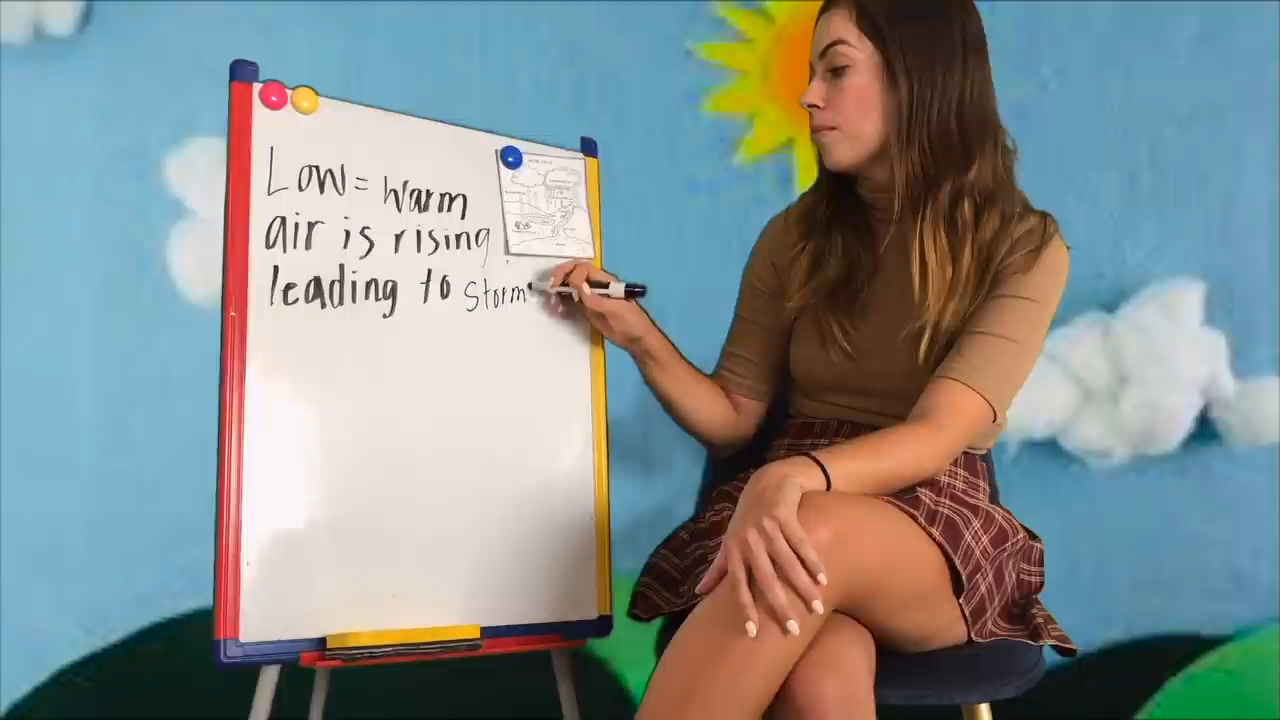 Low = warm
air is rising
leading to storm